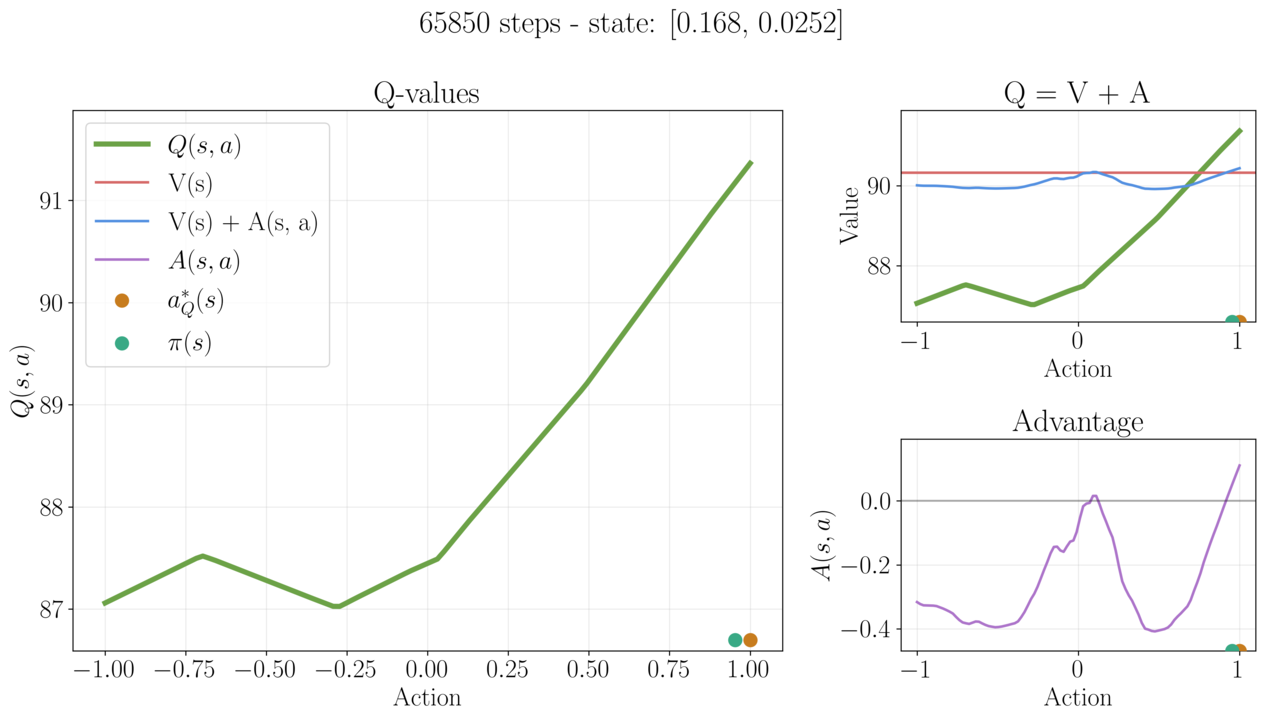 65850 steps - state: [0.168, 0.0252]
Q-values
Q(s, a)
V(s)
V(s) + A(s, a)
A(s, a)
a*Q(s)
π(s)
Q(s, a)
91
90
89
88
87
−1.00 −0.75 −0.50 −0.25 0.00 0.25 0.50 0.75 1.00
Action
Q = V + A
Value
90
88
−1 0 1
Action
Advantage
A(s, a)
0.0
−0.2
−0.4
−1 0 1
Action